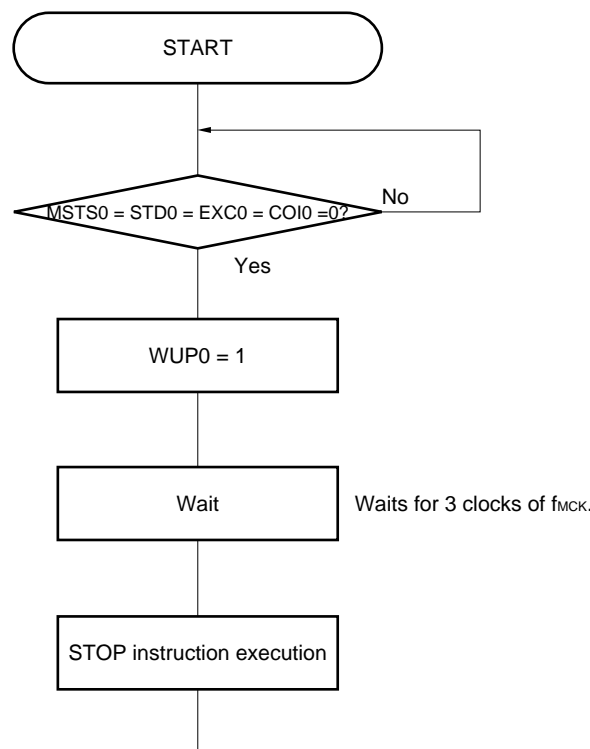 START
MSTS0 = STD0 = EXC0 = COI0 =0?
No
Yes
WUP0 = 1
Wait
Waits for 3 clocks of fMCK.
STOP instruction execution